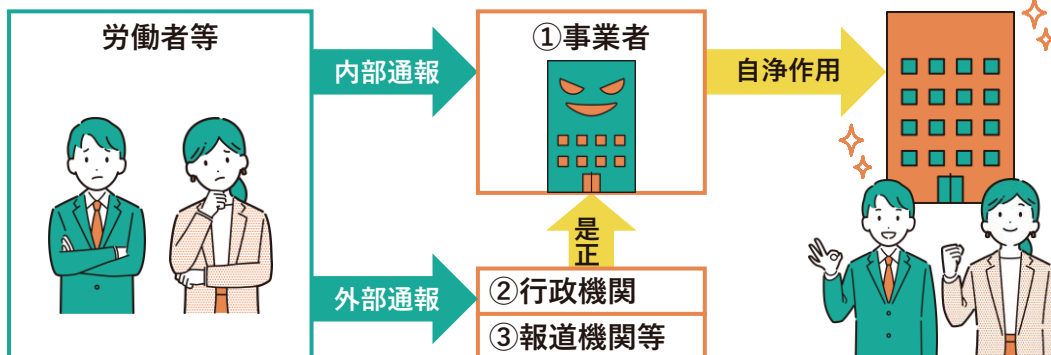 労働者等
内部通報
①事業者
自浄作用
是正
外部通報
②行政機関
③報道機関等